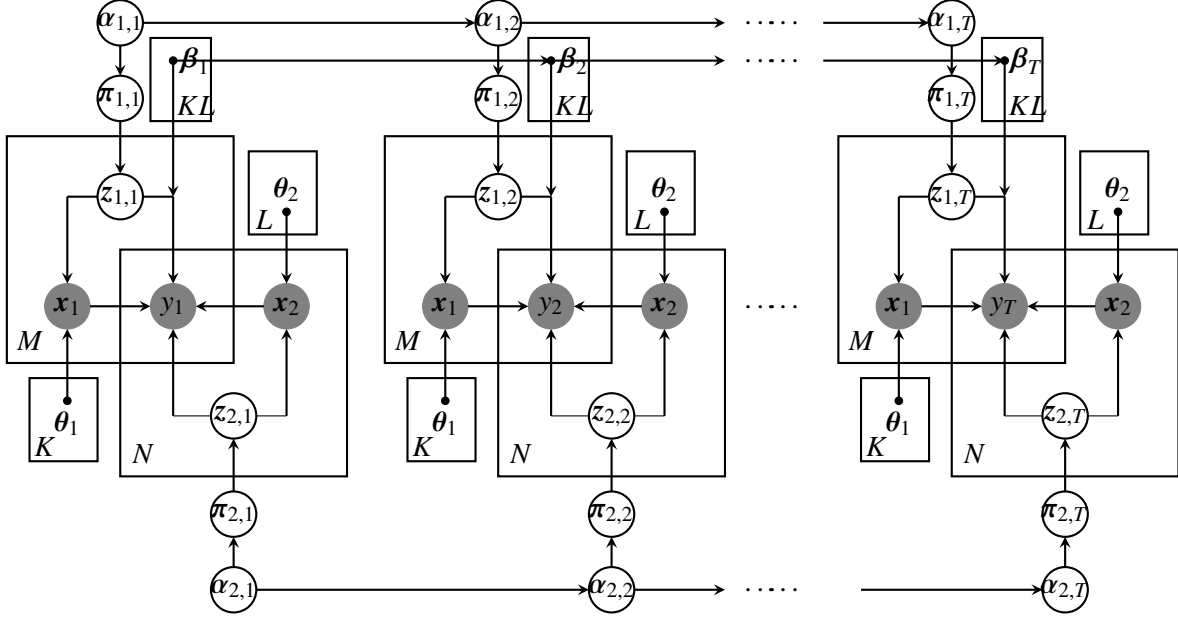 α1,1 α1,2 ..... α1,T
β1 β2 ..... βT
π1,1 KL π1,2 KL π1,T KL
z1,1 θ2 z1,2 θ2 z1,T θ2
L L L
x1 y1 x2 x1 y2 x2 ..... x1 yT x2
M M M
θ1 z2,1 θ1 z2,2 θ1 z2,T
K N K N K N
π2,1 π2,2 π2,T
α2,1 α2,2 ..... α2,T